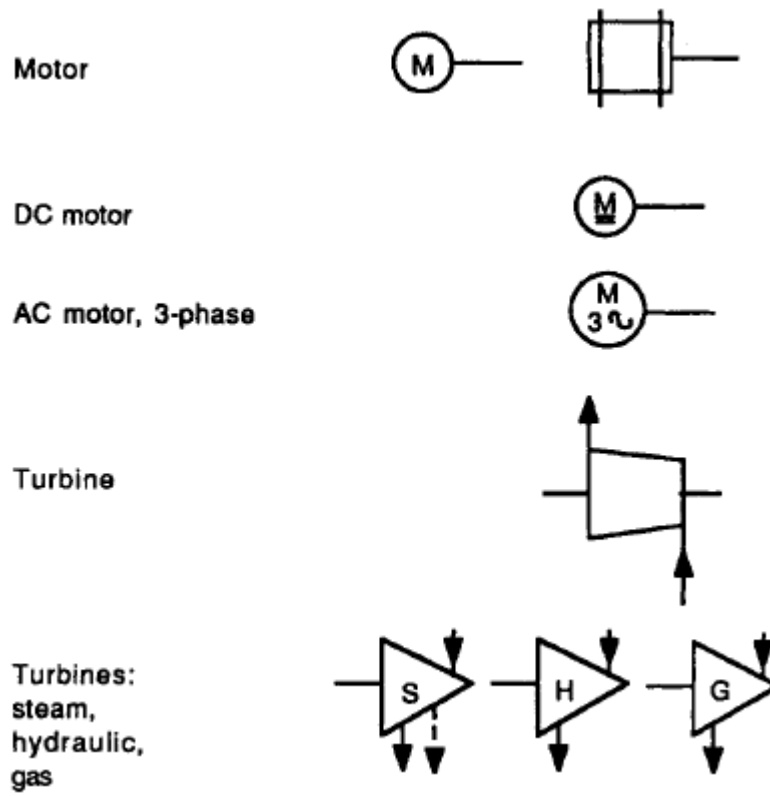 Motor
M
DC motor
M
AC motor, 3-phase
M
3
Turbine
Turbines:
steam,
hydraulic,
gas
S
H
G